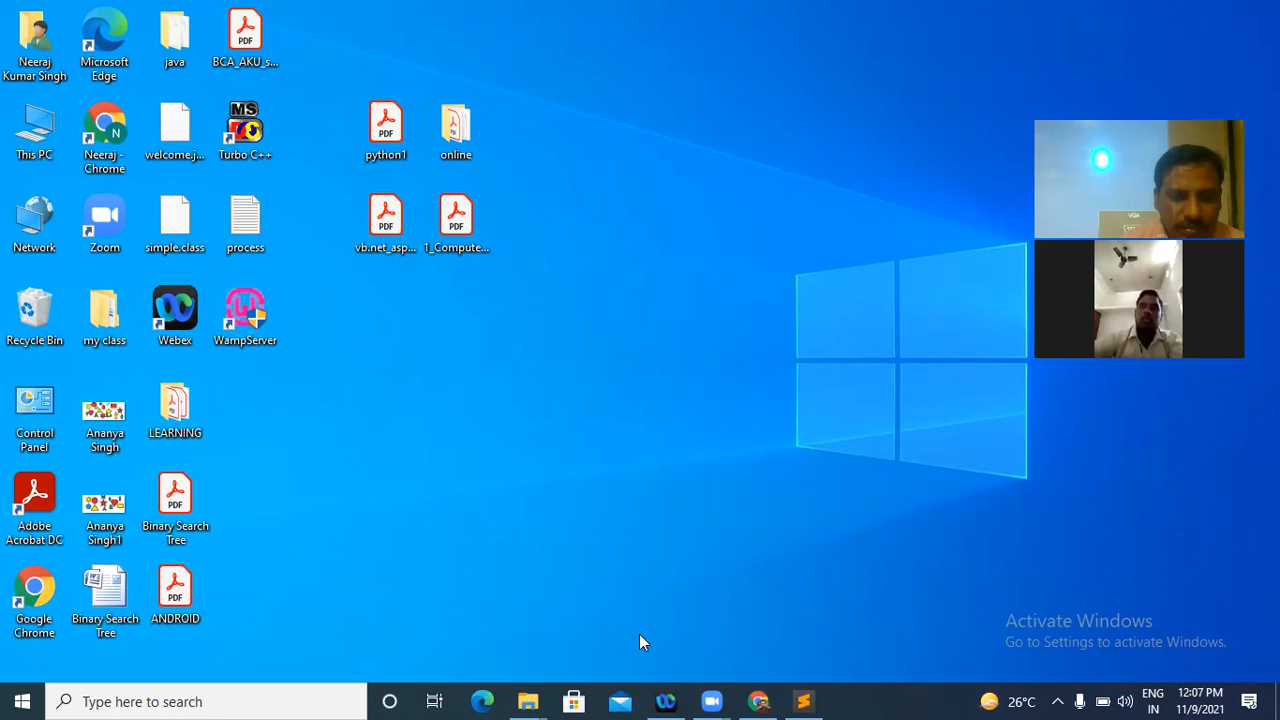 Neeraj
Kumar Singh
Microsoft
Edge
java
BCA_AKU_s...
PDF
This PC
Neeraj -
Chrome
N
welcome.j...
MS
Turbo C++
python1
PDF
online
Network
Zoom
simple.class
process
vb.net_asp...
PDF
1_Compute...
PDF
Recycle Bin
my class
Webex
WampServer
Control
Panel
Ananya
Singh
LEARNING
Adobe
Acrobat DC
Ananya
Singh1
Binary Search
Tree
PDF
Google
Chrome
Binary Search
Tree
ANDROID
PDF
VGA
Activate Windows
Go to Settings to activate Windows.
Type here to search
26°C
ENG
IN
12:07 PM
11/9/2021